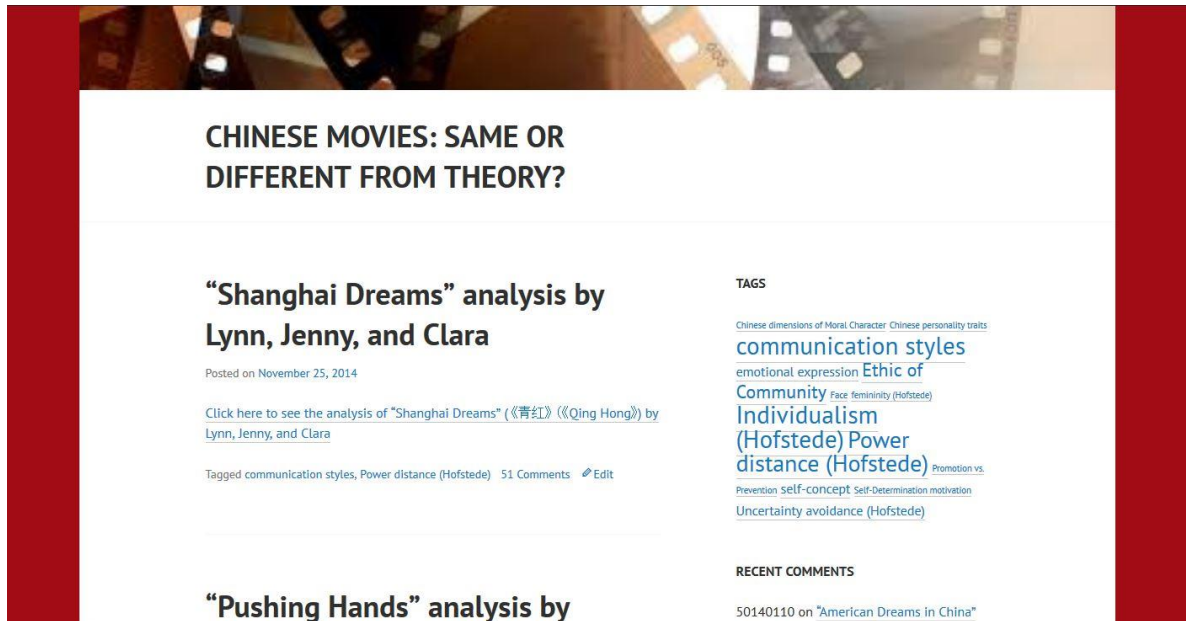 605
CHINESE MOVIES: SAME OR
DIFFERENT FROM THEORY?
“Shanghai Dreams” analysis by
Lynn, Jenny, and Clara
Posted on November 25, 2014
Click here to see the analysis of “Shanghai Dreams” (《青红》 (《Qing Hong》) by
Lynn, Jenny, and Clara
Tagged communication styles, Power distance (Hofstede) 51 Comments Edit
“Pushing Hands” analysis by
TAGS
Chinese dimensions of Moral Character Chinese personality traits
communication styles
emotional expression Ethic of
Community Face femininity (Hofstede)
Individualism
(Hofstede) Power
distance (Hofstede) Promotion vs.
Prevention self-concept Self-Determination motivation
Uncertainty avoidance (Hofstede)
RECENT COMMENTS
50140110 on “American Dreams in China”